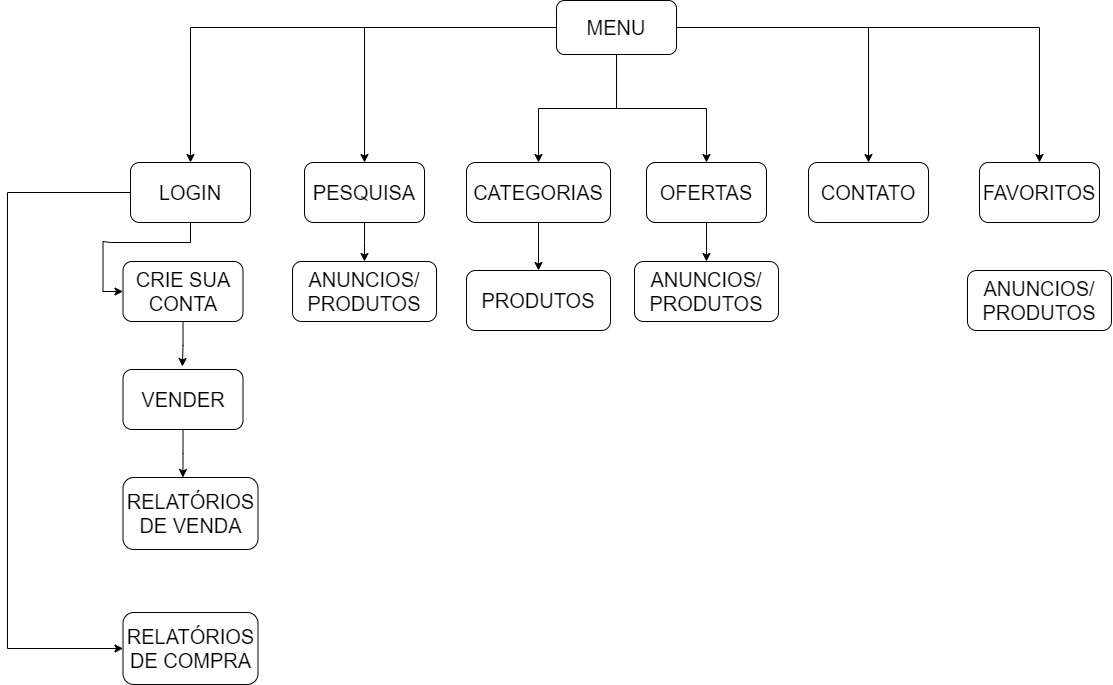 MENU
LOGIN
PESQUISA
CATEGORIAS
OFERTAS
CONTATO
FAVORITOS
CRIE SUA
CONTA
ANUNCIOS/
PRODUTOS
PRODUTOS
ANUNCIOS/
PRODUTOS
ANUNCIOS/
PRODUTOS
VENDER
RELATÓRIOS
DE VENDA
RELATÓRIOS
DE COMPRA